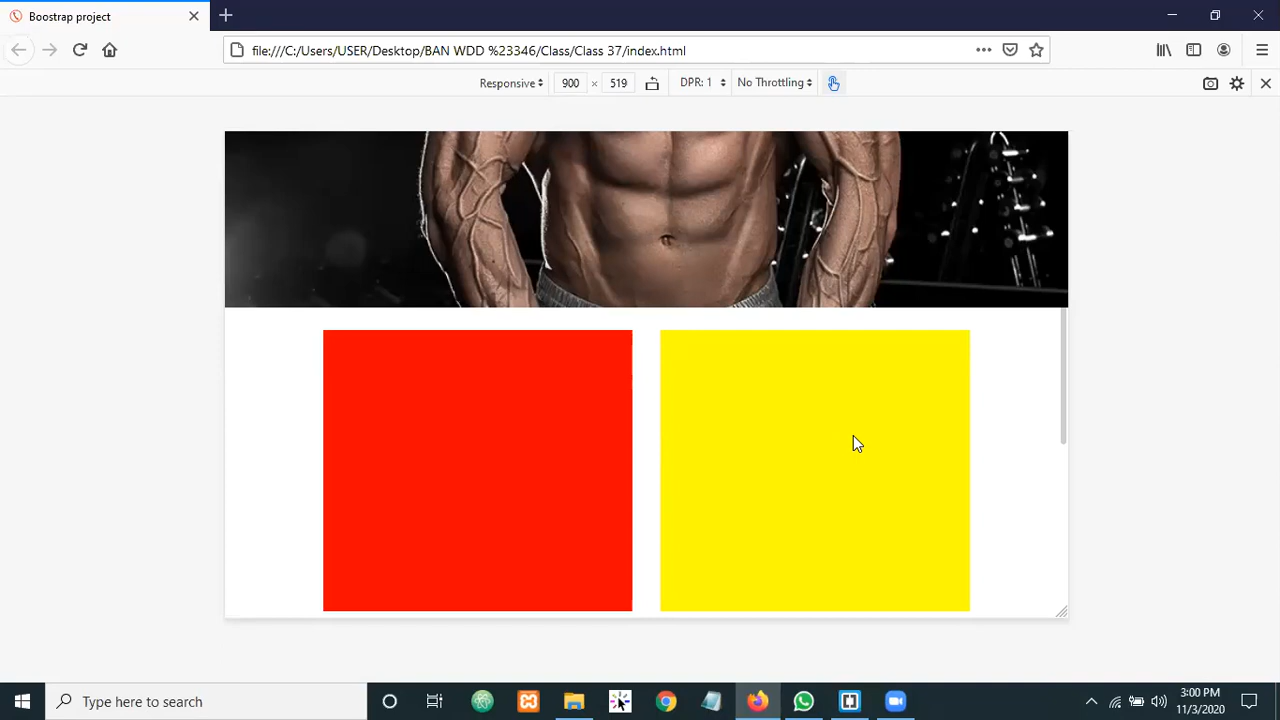 Boostrap project
file:///C:/Users/USER/Desktop/BAN WDD %23346/Class/Class 37/index.html
Responsive 900 × 519 DPR: 1 No Throttling
Type here to search
3:00 PM
11/3/2020